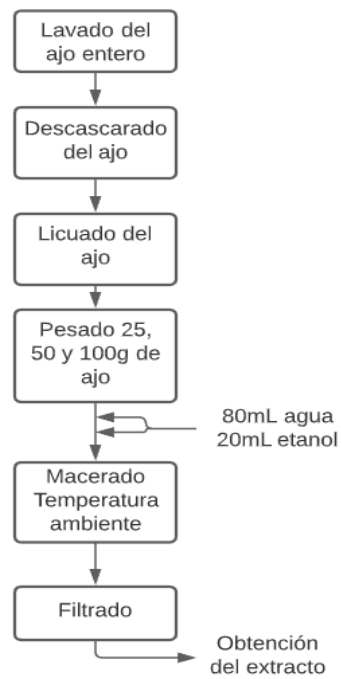 Lavado del
ajo entero
Descascarado
del ajo
Licuado del
ajo
Pesado 25,
50 y 100g de
ajo
80mL agua
20mL etanol
Macerado
Temperatura
ambiente
Filtrado
Obtención
del extracto